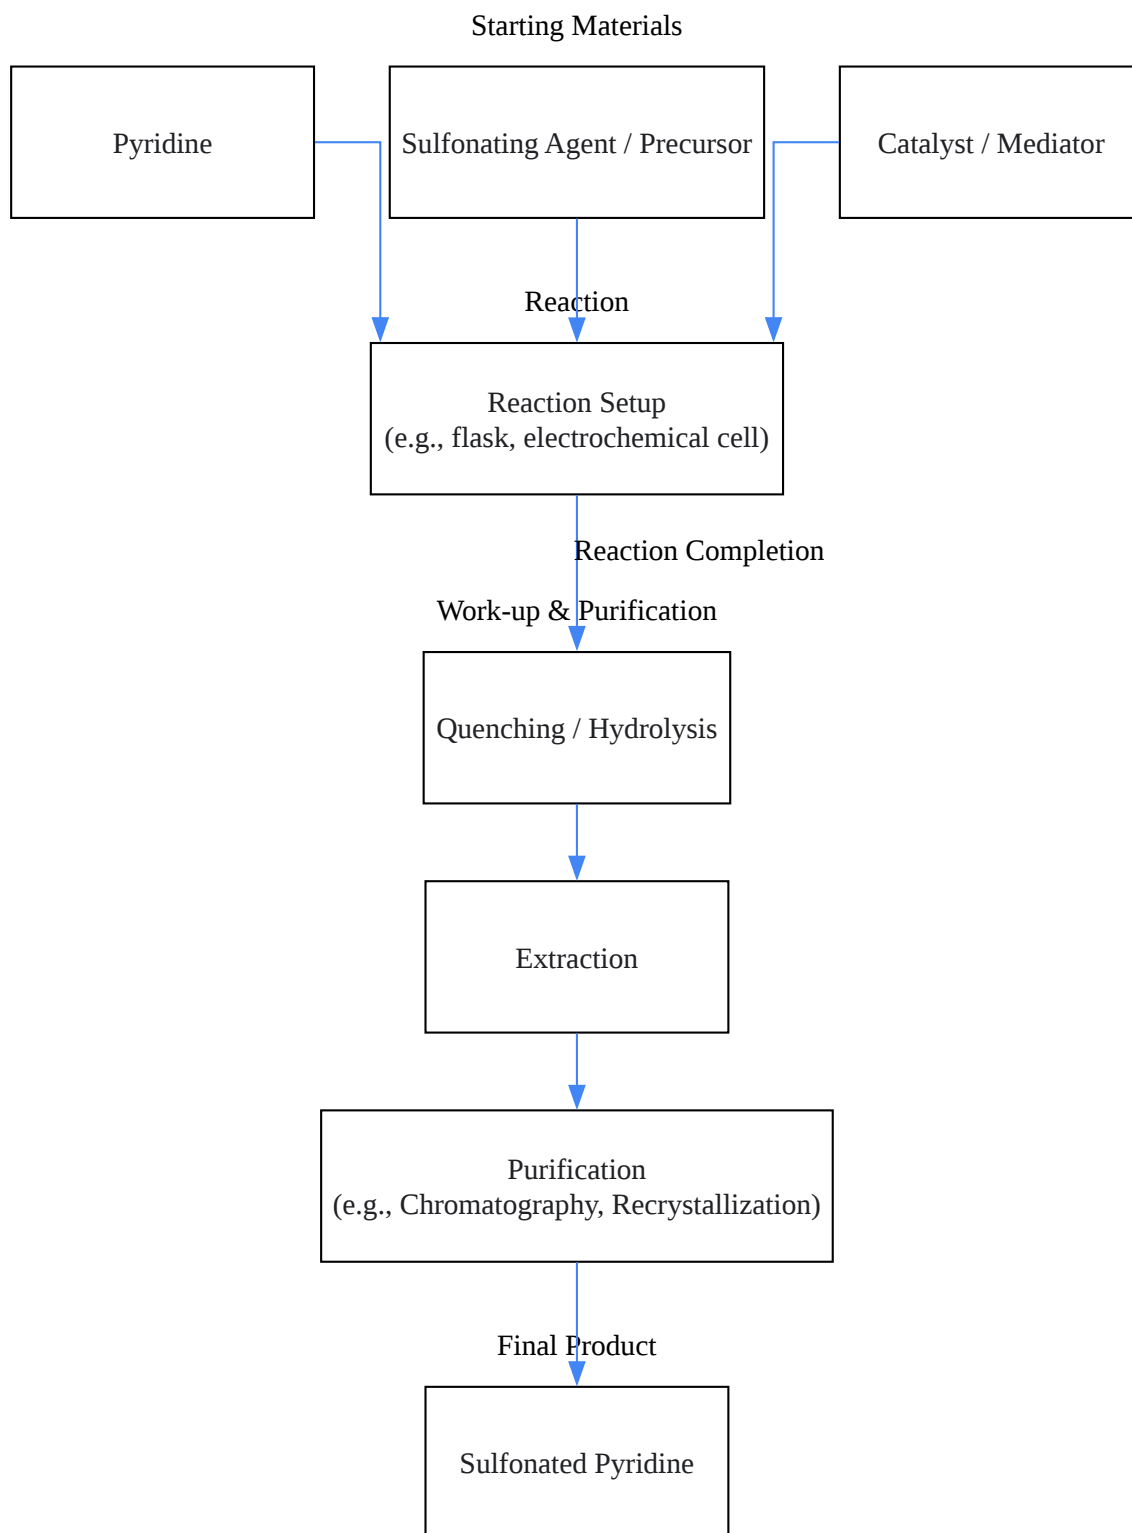 Starting Materials
Pyridine
Sulfonating Agent / Precursor
Catalyst / Mediator
Reaction
Reaction Setup
(e.g., flask, electrochemical cell)
Reaction Completion
Work-up & Purification
Quenching / Hydrolysis
Extraction
Purification
(e.g., Chromatography, Recrystallization)
Final Product
Sulfonated Pyridine